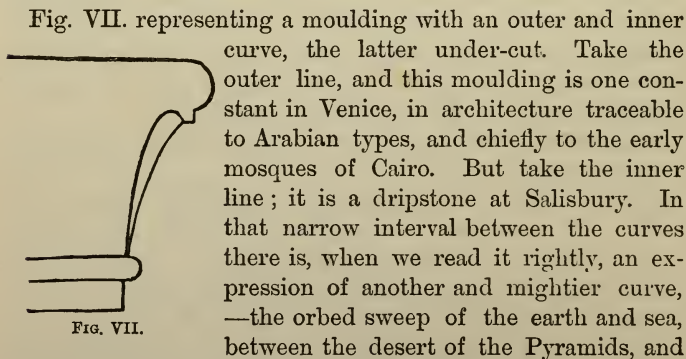 Fig. VII. representing a moulding with an outer and inner
curve, the latter under-cut. Take the
outer line, and this moulding is one con-
stant in Venice, in architecture traceable
to Arabian types, and chiefly to the early
mosques of Cairo. But take the inner
line; it is a dripstone at Salisbury. In
that narrow interval between the curves
there is, when we read it rightly, an ex-
pression of another and mightier curve,
—the orbed sweep of the earth and sea,
between the desert of the Pyramids, and
Fig. VII.